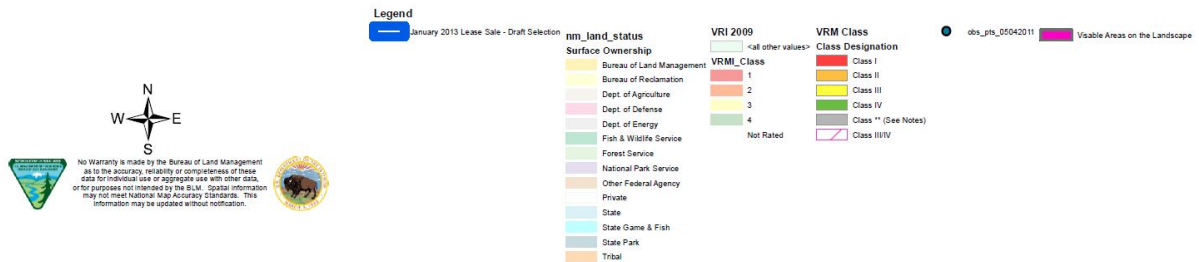 Legend
January 2013 Lease Sale - Draft Selection
nm_land_status
Surface Ownership
Bureau of Land Management
Bureau of Reclamation
Dept. of Agriculture
Dept. of Defense
Dept. of Energy
Fish & Wildlife Service
Forest Service
National Park Service
Other Federal Agency
Private
State
State Game & Fish
State Park
Tribal
VRI 2009
<all other values>
VRMI_Class
1
2
3
4
Not Rated
VRM Class
Class Designation
Class I
Class II
Class III
Class IV
Class ** (See Notes)
Class III/IV
obs_pts_05042011
Visable Areas on the Landscape
N
W E
S
No Warranty is made by the Bureau of Land Management
as to the accuracy, reliability or completeness of these
data for individual use or aggregate use with other data,
or for purposes not intended by the BLM. Spatial information
may not meet National Map Accuracy Standards. This
information may be updated without notification.